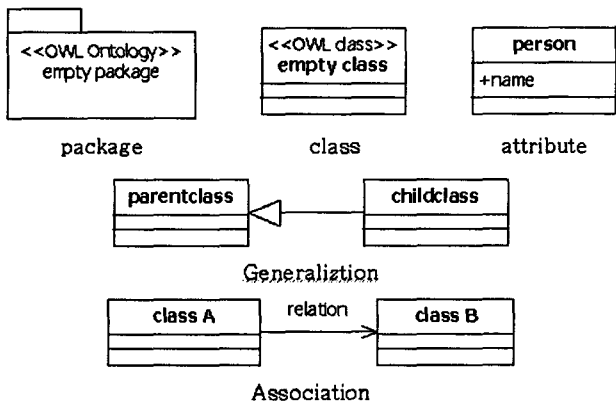 <<OWL Ontology>>
empty package
<<OWL class>>
empty class
person
+name
package
class
attribute
parentclass
childclass
Generaliztion
class A
relation
class B
Association